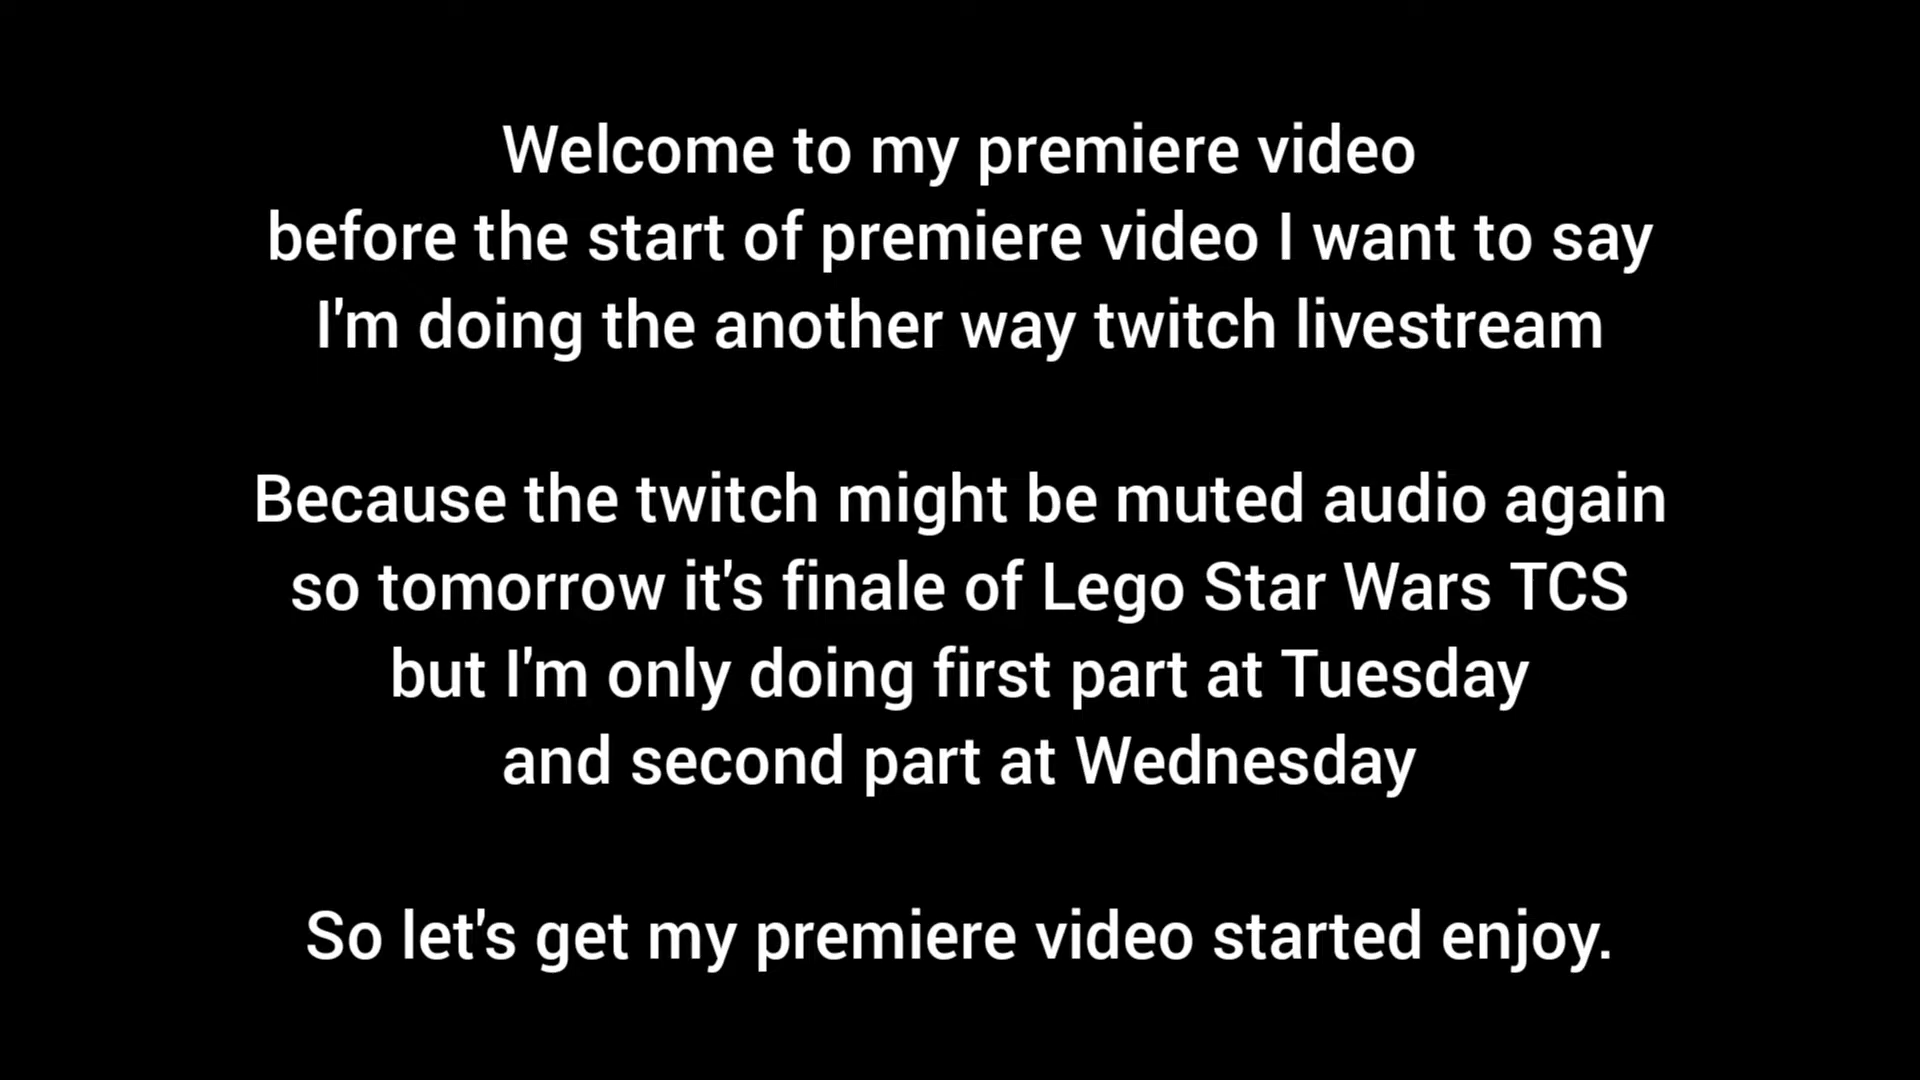 Welcome to my premiere video
before the start of premiere video I want to say
I'm doing the another way twitch livestream
Because the twitch might be muted audio again
so tomorrow it's finale of Lego Star Wars TCS
but I'm only doing first part at Tuesday
and second part at Wednesday
So let's get my premiere video started enjoy.